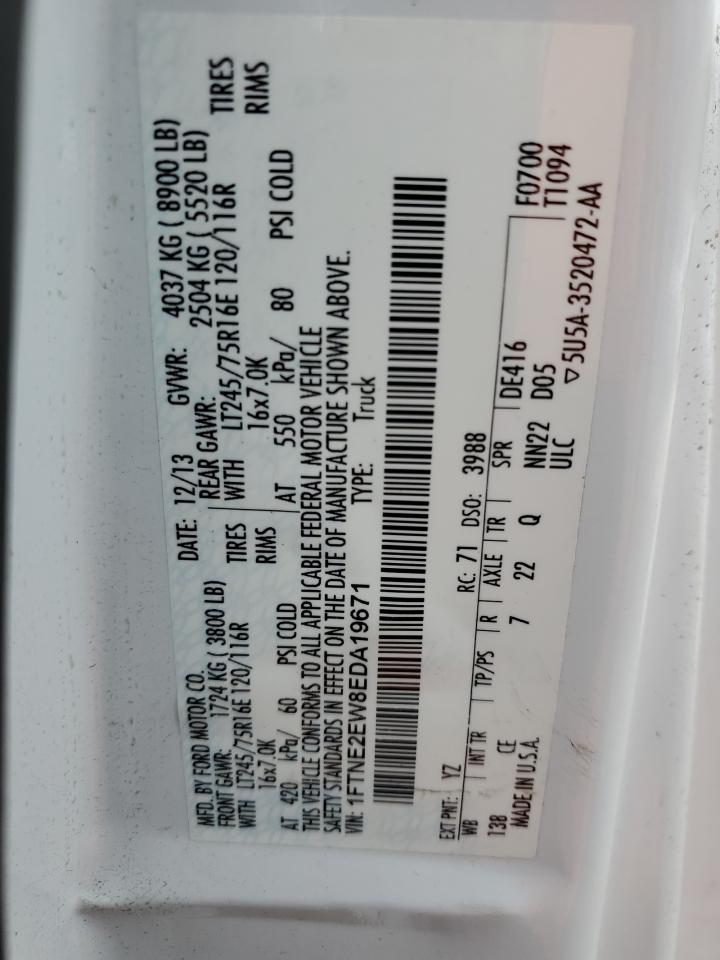 MFD. BY FORD MOTOR CO. DATE: 12/13 GVWR: 4037 KG ( 8900 LB)
FRONT GAWR: 1724 KG ( 3800 LB) REAR GAWR: 2504 KG ( 5520 LB)
WITH LT245/75R16E 120/116R TIRES WITH LT245/75R16E 120/116R TIRES
16x7.0K RIMS 16x7.0K RIMS
AT 420 kPa/ 60 PSI COLD AT 550 kPa/ 80 PSI COLD
THIS VEHICLE CONFORMS TO ALL APPLICABLE FEDERAL MOTOR VEHICLE
SAFETY STANDARDS IN EFFECT ON THE DATE OF MANUFACTURE SHOWN ABOVE.
VIN: 1FTNE2EW8EDA19671 TYPE: Truck
EXT PNT: YZ RC: 71 DSO: 3988 F0700
WB INT TR TP/PS R AXLE TR SPR DE416 T1094
138 CE 7 22 Q NN22 D05
MADE IN U.S.A. ULC ▽5U5A-3520472-AA